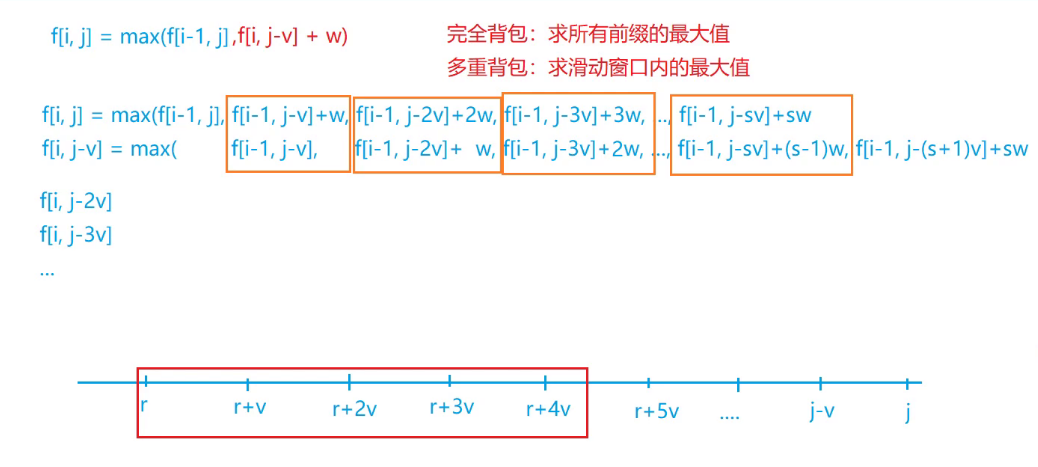 f[i, j] = max(f[i-1, j],f[i, j-v] + w)
完全背包：求所有前缀的最大值
多重背包：求滑动窗口内的最大值
f[i, j] = max(f[i-1, j], f[i-1, j-v]+w, f[i-1, j-2v]+2w, f[i-1, j-3v]+3w, ..., f[i-1, j-sv]+sw
f[i, j-v] = max( f[i-1, j-v], f[i-1, j-2v]+ w, f[i-1, j-3v]+2w, ..., f[i-1, j-sv]+(s-1)w, f[i-1, j-(s+1)v]+sw
f[i, j-2v]
f[i, j-3v]
...
r r+v r+2v r+3v r+4v r+5v .... j-v j